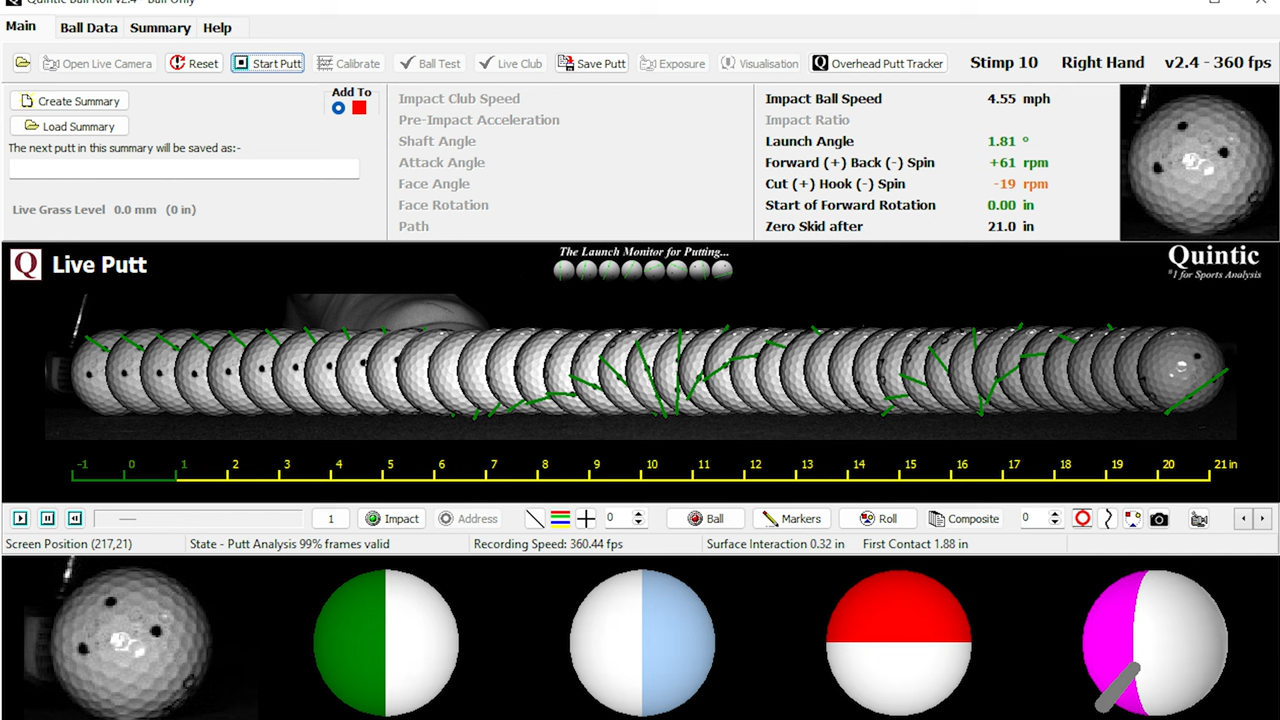 Quintic Ball Roll v2.4 - Ball Only
Main Ball Data Summary Help
Open Live Camera Reset Start Putt Calibrate Ball Test Live Club Save Putt Exposure Visualisation Q Overhead Putt Tracker Stimp 10 Right Hand v2.4 - 360 fps
Create Summary
Add To
Load Summary
The next putt in this summary will be saved as:-
Live Grass Level 0.0 mm (0 in)
Impact Club Speed
Pre-Impact Acceleration
Shaft Angle
Attack Angle
Face Angle
Face Rotation
Path
Impact Ball Speed 4.55 mph
Impact Ratio
Launch Angle 1.81 °
Forward (+) Back (-) Spin +61 rpm
Cut (+) Hook (-) Spin -19 rpm
Start of Forward Rotation 0.00 in
Zero Skid after 21.0 in
Q Live Putt
The Launch Monitor for Putting...
Quintic
#1 for Sports Analysis
-1 0 1 2 3 4 5 6 7 8 9 10 11 12 13 14 15 16 17 18 19 20 21 in
1 Impact Address 0 Ball Markers Roll Composite 0
Screen Position (217,21) State - Putt Analysis 99% frames valid Recording Speed: 360.44 fps Surface Interaction 0.32 in First Contact 1.88 in